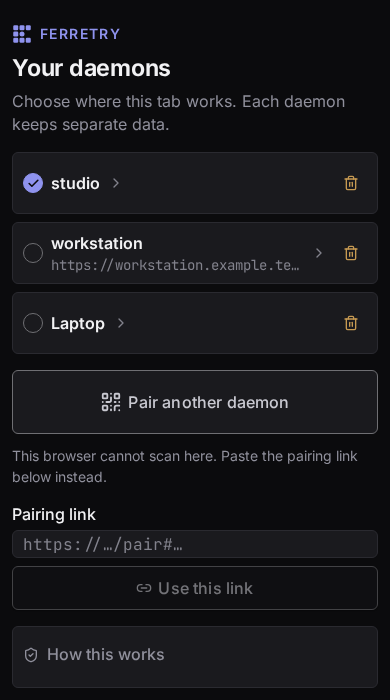 FERRETRY
Your daemons
Choose where this tab works. Each daemon
keeps separate data.
studio
workstation
https://workstation.example.te…
Laptop
Pair another daemon
This browser cannot scan here. Paste the pairing link
below instead.
Pairing link
https://…/pair#…
Use this link
How this works